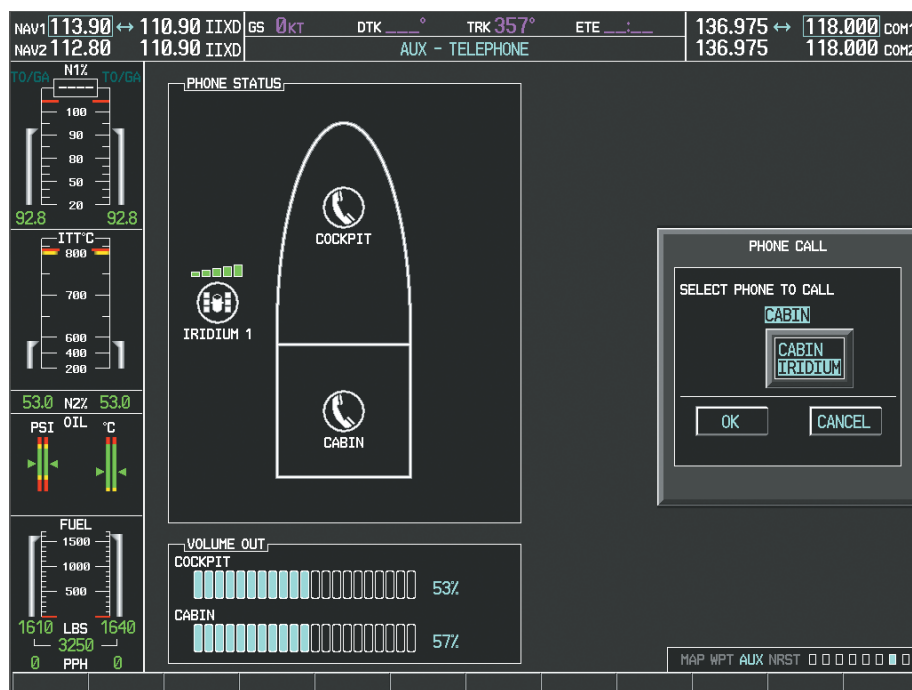 NAV1 113.90 ↔ 110.90 IIXD GS 0KT DTK ___° TRK 357° ETE __:__ 136.975 ↔ 118.000 COM1
NAV2 112.80 110.90 IIXD AUX - TELEPHONE 136.975 118.000 COM2
TO/GA N1% TO/GA
----
100
90
80
50
20
92.8 92.8
ITT°C
800
700
600
400
200
53.0 N2% 53.0
PSI OIL °C
FUEL
1500
1000
500
1610 LBS 1640
3250
0 PPH 0
PHONE STATUS
COCKPIT
IRIDIUM 1
CABIN
VOLUME OUT
COCKPIT
53%
CABIN
57%
PHONE CALL
SELECT PHONE TO CALL
CABIN
CABIN
IRIDIUM
OK CANCEL
MAP WPT AUX NRST